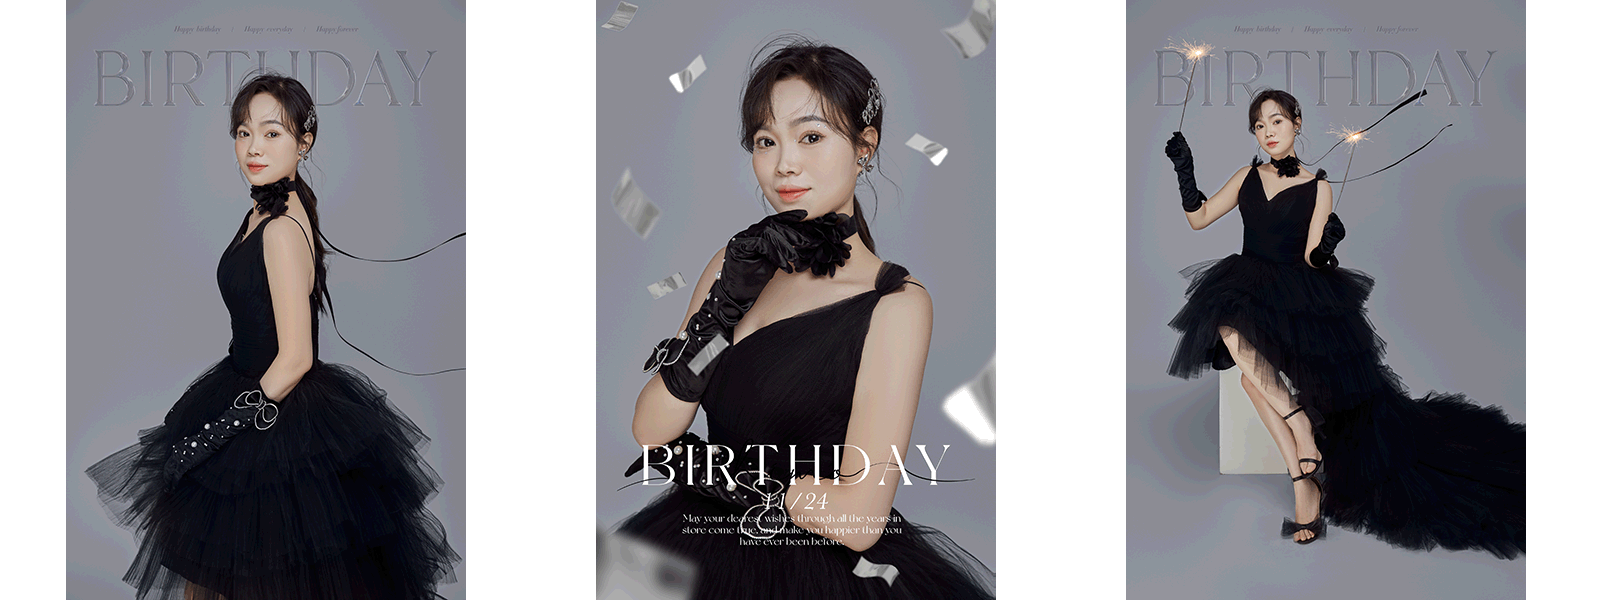 Happy birthday / Happy everyday / Happy forever
BIRTHDAY
BIRTHDAY
11/24
May your dearest wishes through all the years in
store come true, and make you happier than you
have ever been before.
Happy birthday / Happy everyday / Happy forever
BIRTHDAY